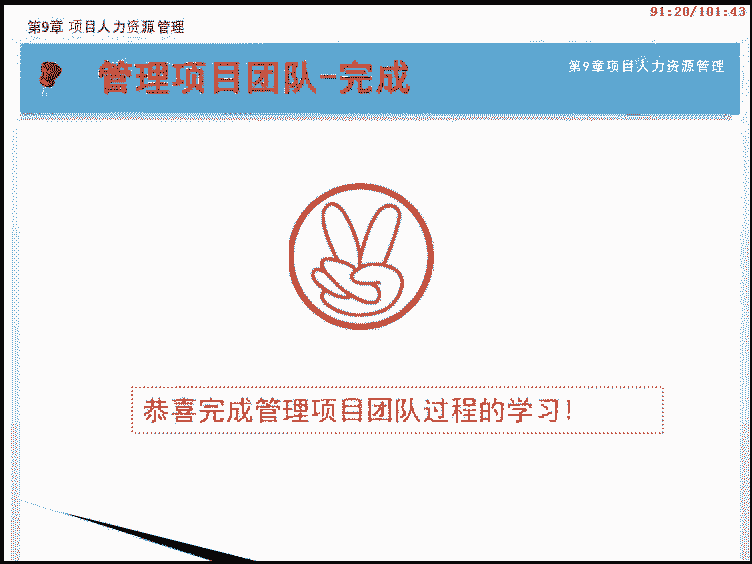 91:20/101:43
第9章 项目人力资源管理
管理项目团队-完成
第9章项目人力资源管理
恭喜完成管理项目团队过程的学习!